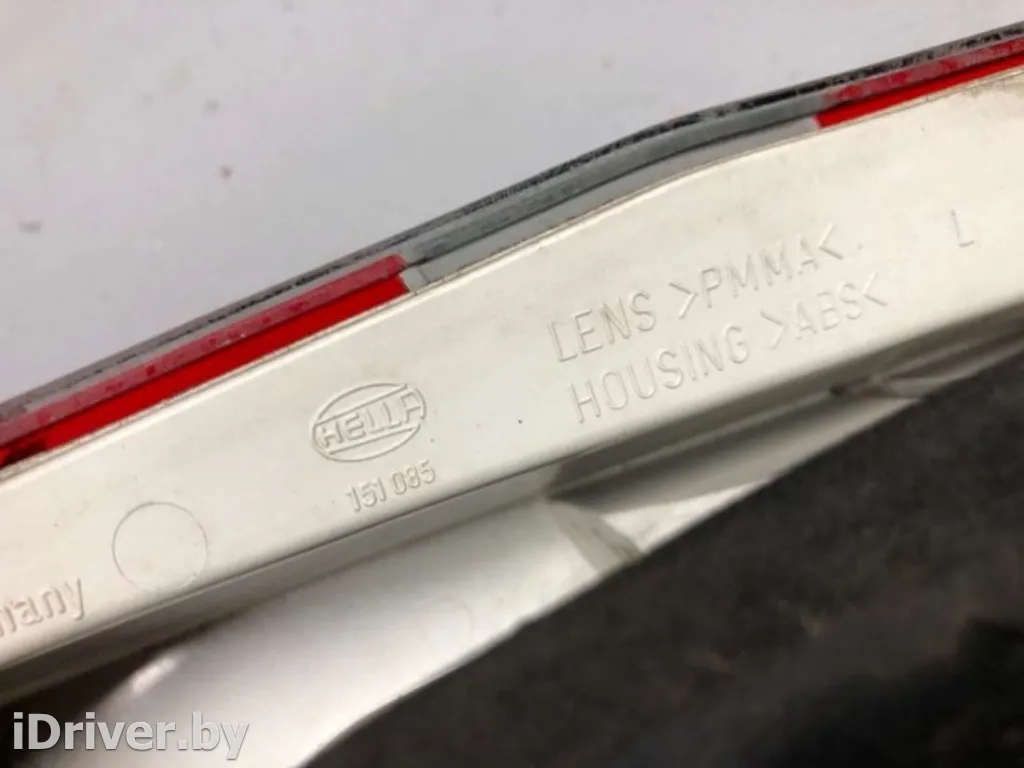 LENS >PMMA<
HOUSING >ABS<
L
HELLA
151 085
iDriver.by